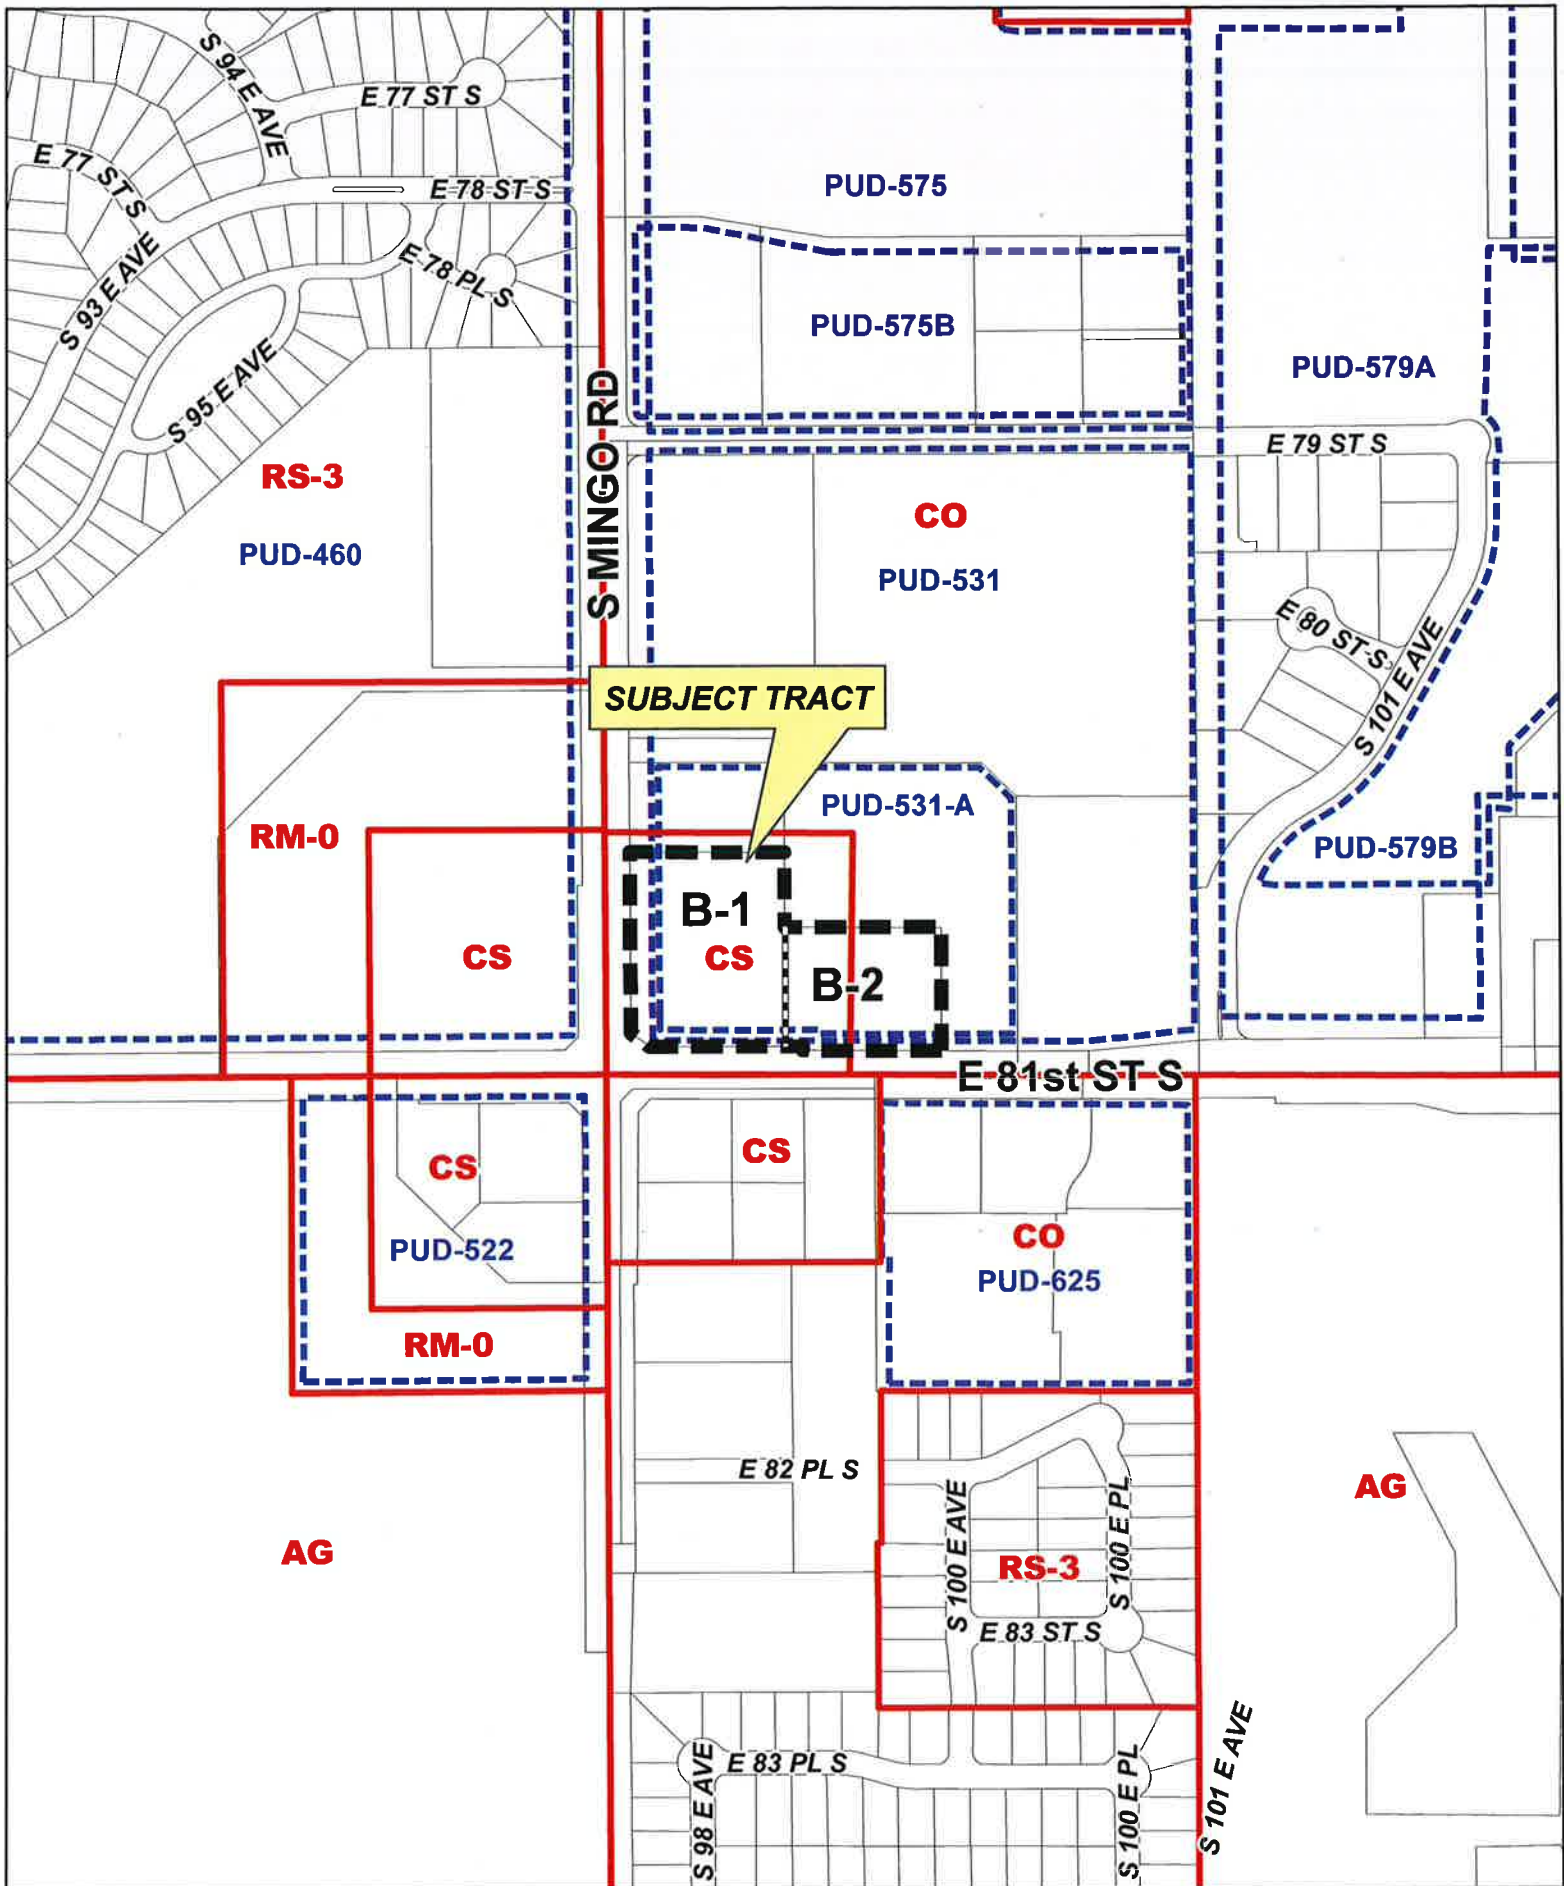 S 94 E AVE
E 77 ST S
E 77 ST S
E 78 ST S
PUD-575
S 93 E AVE
E 78 PL S
PUD-575B
PUD-579A
S 95 E AVE
S MINGO RD
E 79 ST S
RS-3
CO
PUD-460
PUD-531
E 80 ST S
S 101 E AVE
SUBJECT TRACT
PUD-531-A
RM-0
PUD-579B
B-1
CS
CS
B-2
E 81st ST S
CS
CS
PUD-522
CO
PUD-625
RM-0
E 82 PL S
AG
S 100 E AVE
S 100 E PL
AG
RS-3
E 83 ST S
S 101 E AVE
E 83 PL S
S 98 E AVE
S 100 E PL